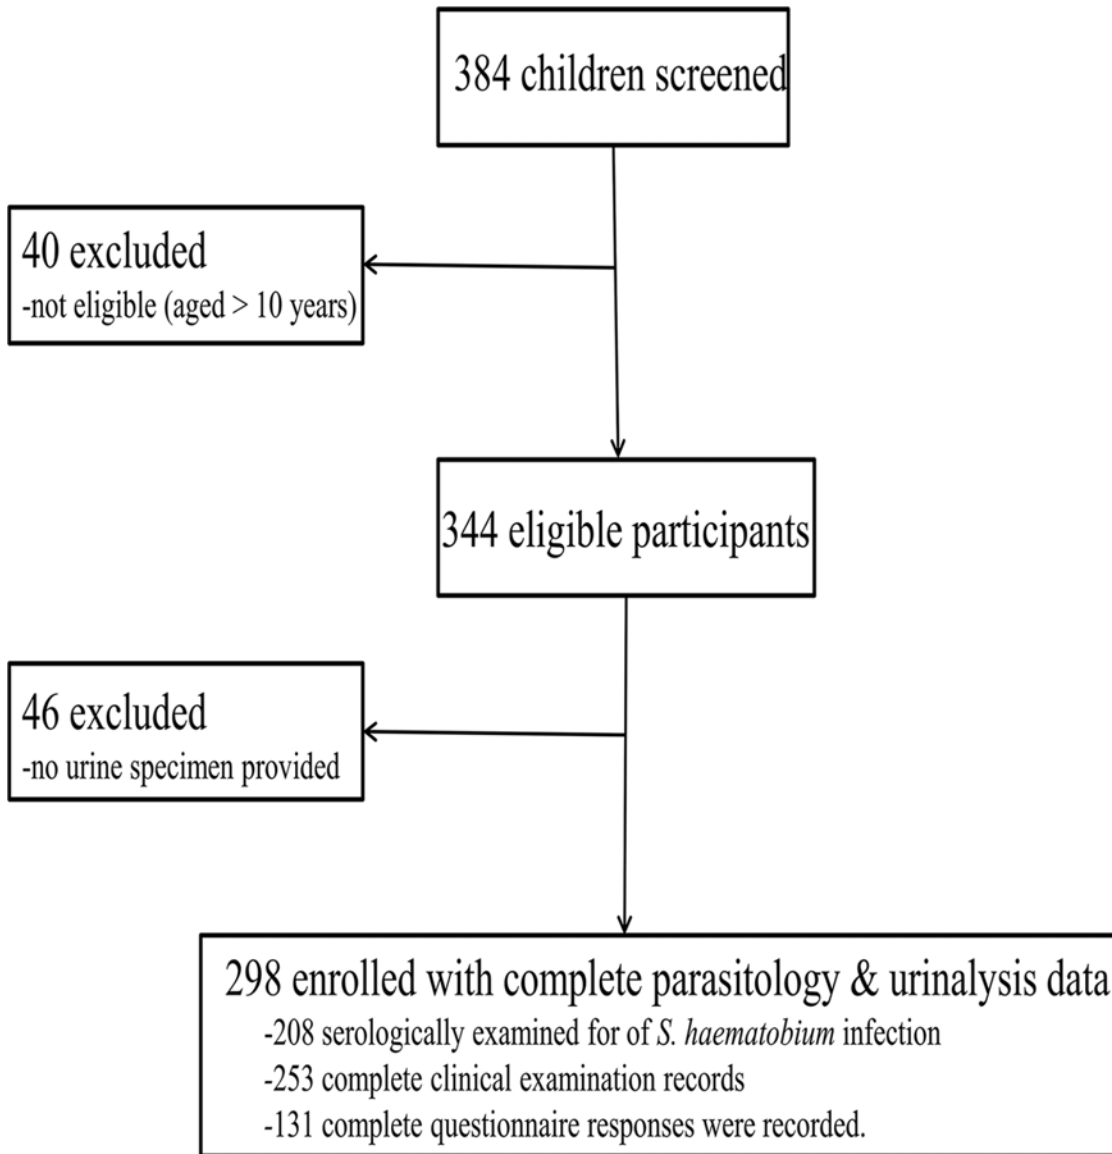 384 children screened
40 excluded
-not eligible (aged > 10 years)
344 eligible participants
46 excluded
-no urine specimen provided
298 enrolled with complete parasitology & urinalysis data
-208 serologically examined for of S. haematobium infection
-253 complete clinical examination records
-131 complete questionnaire responses were recorded.